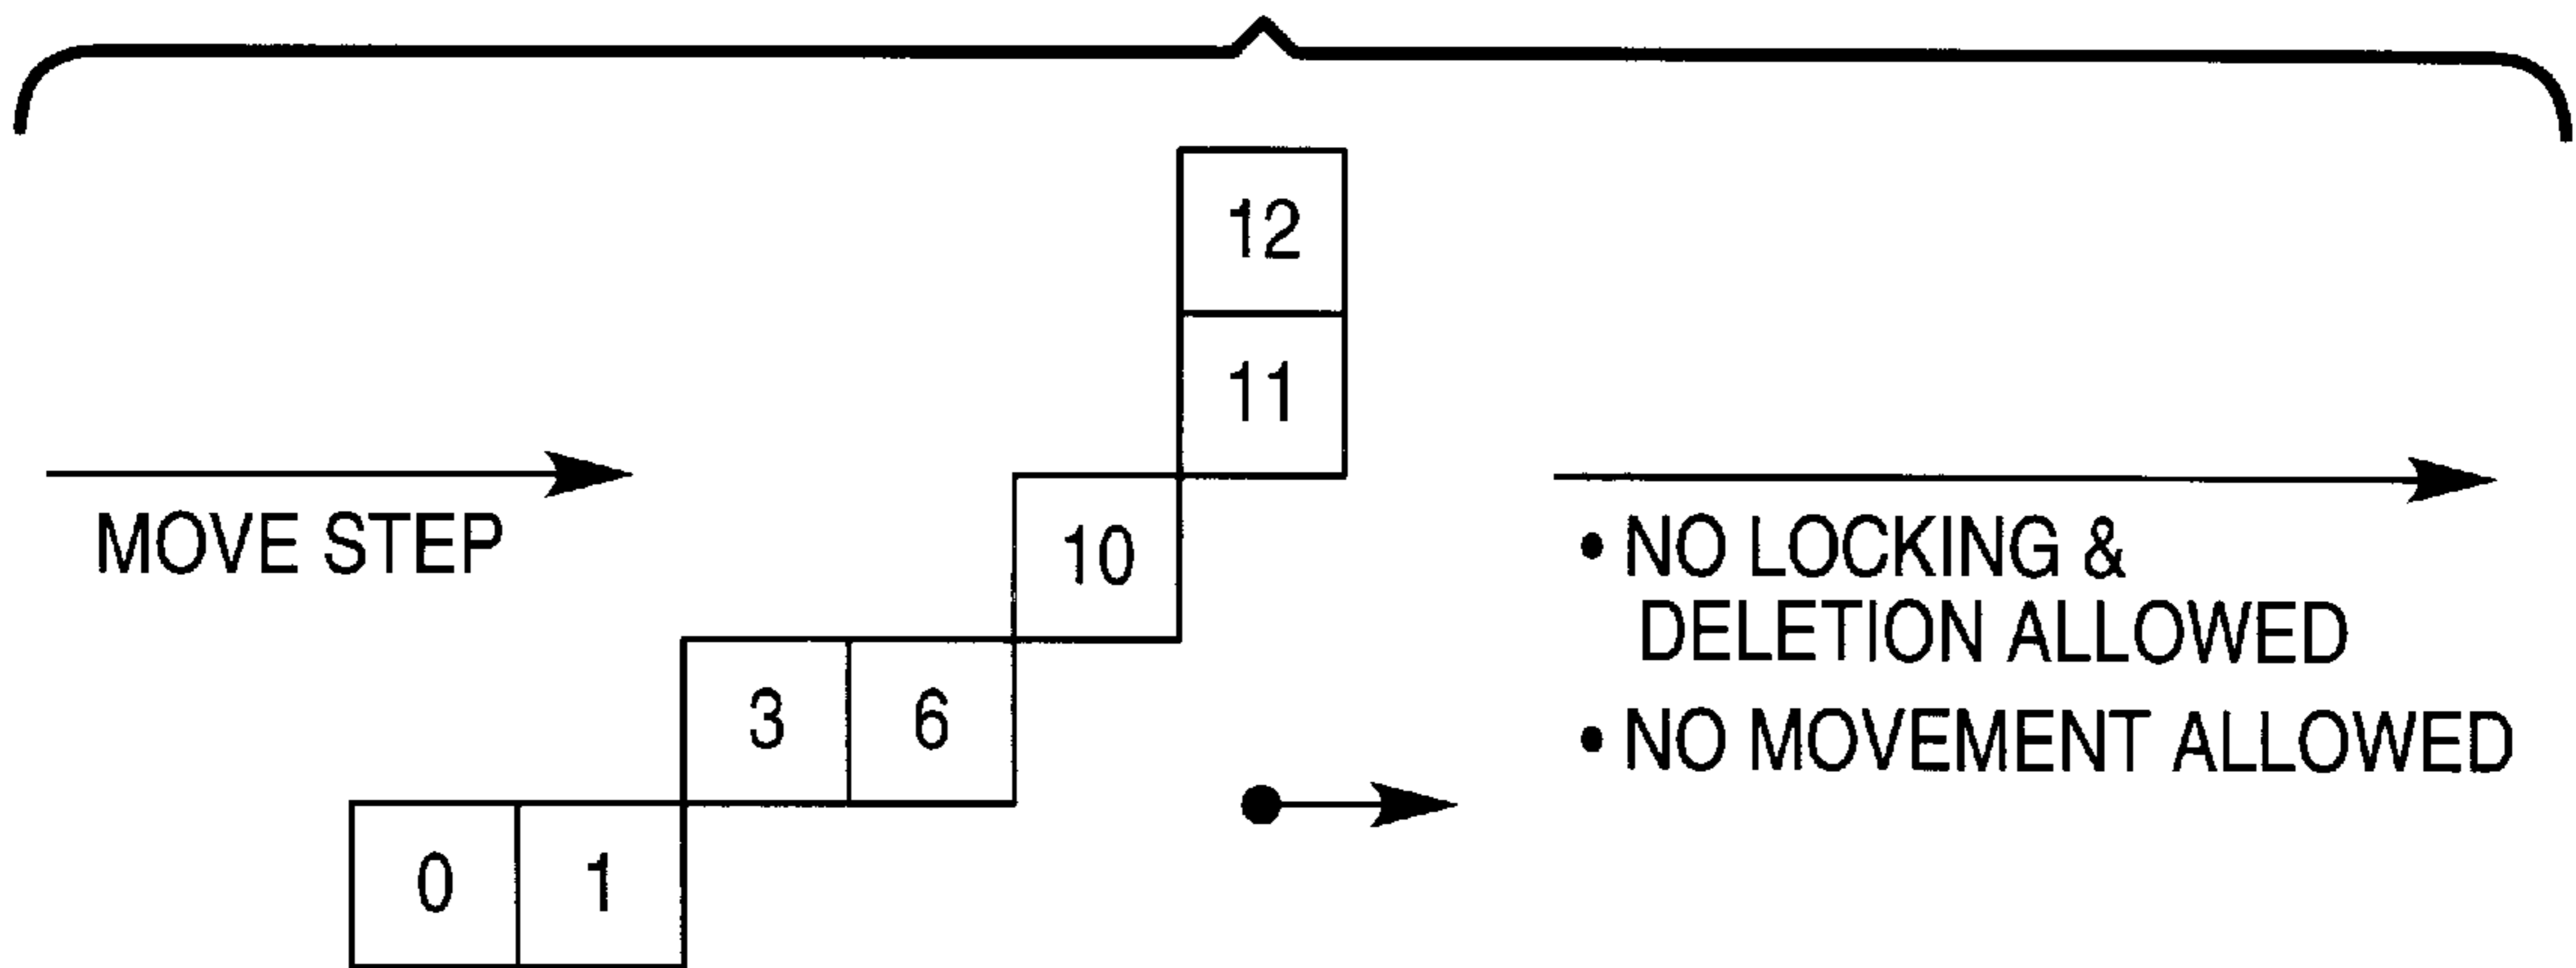 12
11
MOVE STEP
10
• NO LOCKING &
DELETION ALLOWED
3 6
• NO MOVEMENT ALLOWED
0 1